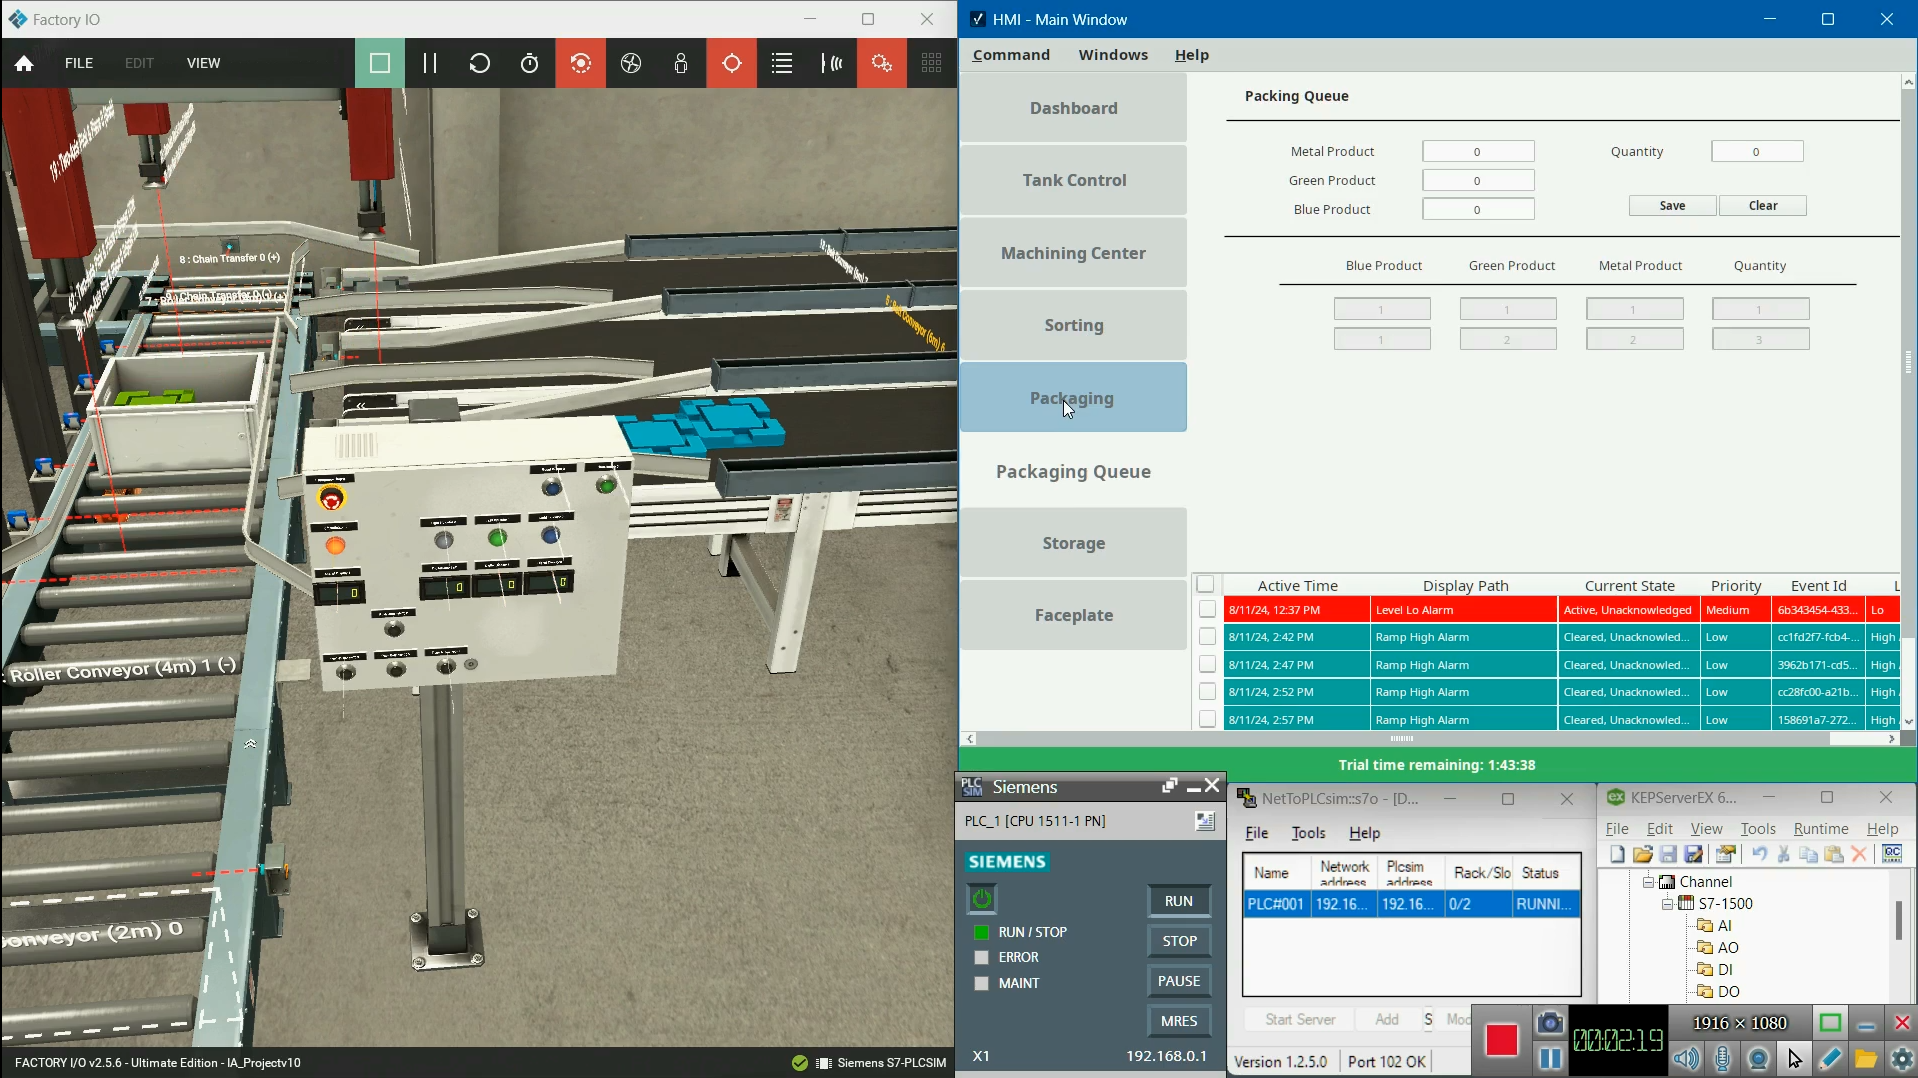 Factory IO
FILE
EDIT
VIEW
8 : Chain Transfer 0 (+)
Roller Conveyor (4m) 1 (-)
onveyor (2m) 0
FACTORY I/O v2.5.6 - Ultimate Edition - IA_Projectv10
Siemens S7-PLCSIM
HMI - Main Window
Command Windows Help
Dashboard
Tank Control
Machining Center
Sorting
Packaging
Packaging Queue
Storage
Faceplate
Packing Queue
Metal Product 0 Quantity 0
Green Product 0
Blue Product 0
Save Clear
Blue Product Green Product Metal Product Quantity
1 1 1 1
1 2 2 3
Active Time Display Path Current State Priority Event Id L
8/11/24, 12:37 PM Level Lo Alarm Active, Unacknowledged Medium 6b343454-433... Lo
8/11/24, 2:42 PM Ramp High Alarm Cleared, Unacknowled... Low cc1fd2f7-fcb4-... High
8/11/24, 2:47 PM Ramp High Alarm Cleared, Unacknowled... Low 3962b171-cd5... High
8/11/24, 2:52 PM Ramp High Alarm Cleared, Unacknowled... Low cc28fc00-a21b... High
8/11/24, 2:57 PM Ramp High Alarm Cleared, Unacknowled... Low 158691a7-272... High
Trial time remaining: 1:43:38
PLC SIM Siemens
PLC_1 [CPU 1511-1 PN]
SIEMENS
RUN
RUN / STOP
STOP
ERROR
PAUSE
MAINT
MRES
X1 192.168.0.1
NetToPLCsim::s7o - [D...
File Tools Help
Name Network address Plcsim address Rack/Slo Status
PLC#001 192.16... 192.16... 0/2 RUNNI...
Start Server Add S Mod
Version 1.2.5.0 Port 102 OK
KEPServerEX 6...
File Edit View Tools Runtime Help
Channel
S7-1500
AI
AO
DI
DO
00:02:19
1916 × 1080